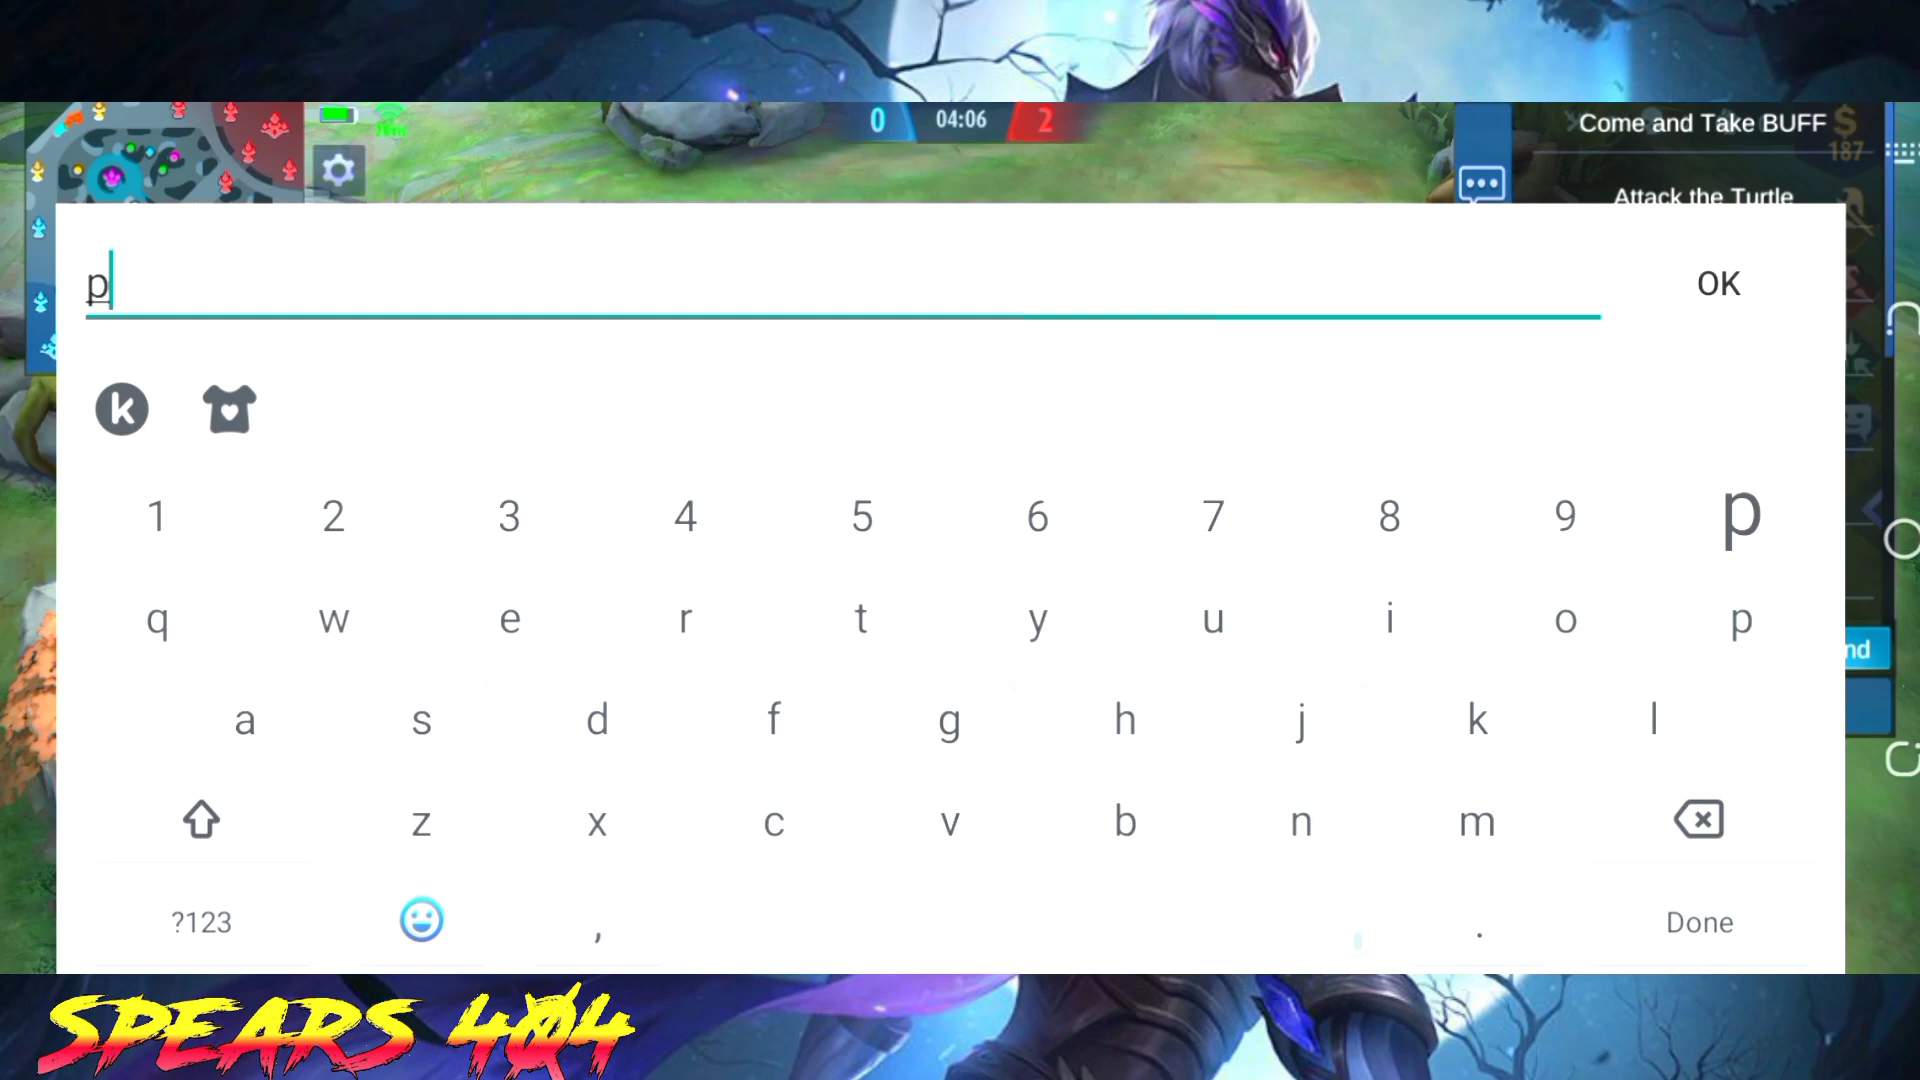 0 04:06 2
Come and Take BUFF
187
Attack the Turtle
p
OK
k
1 2 3 4 5 6 7 8 9 p
q w e r t y u i o p
a s d f g h j k l
nd
z x c v b n m
?123 , . Done
SPEARS 404